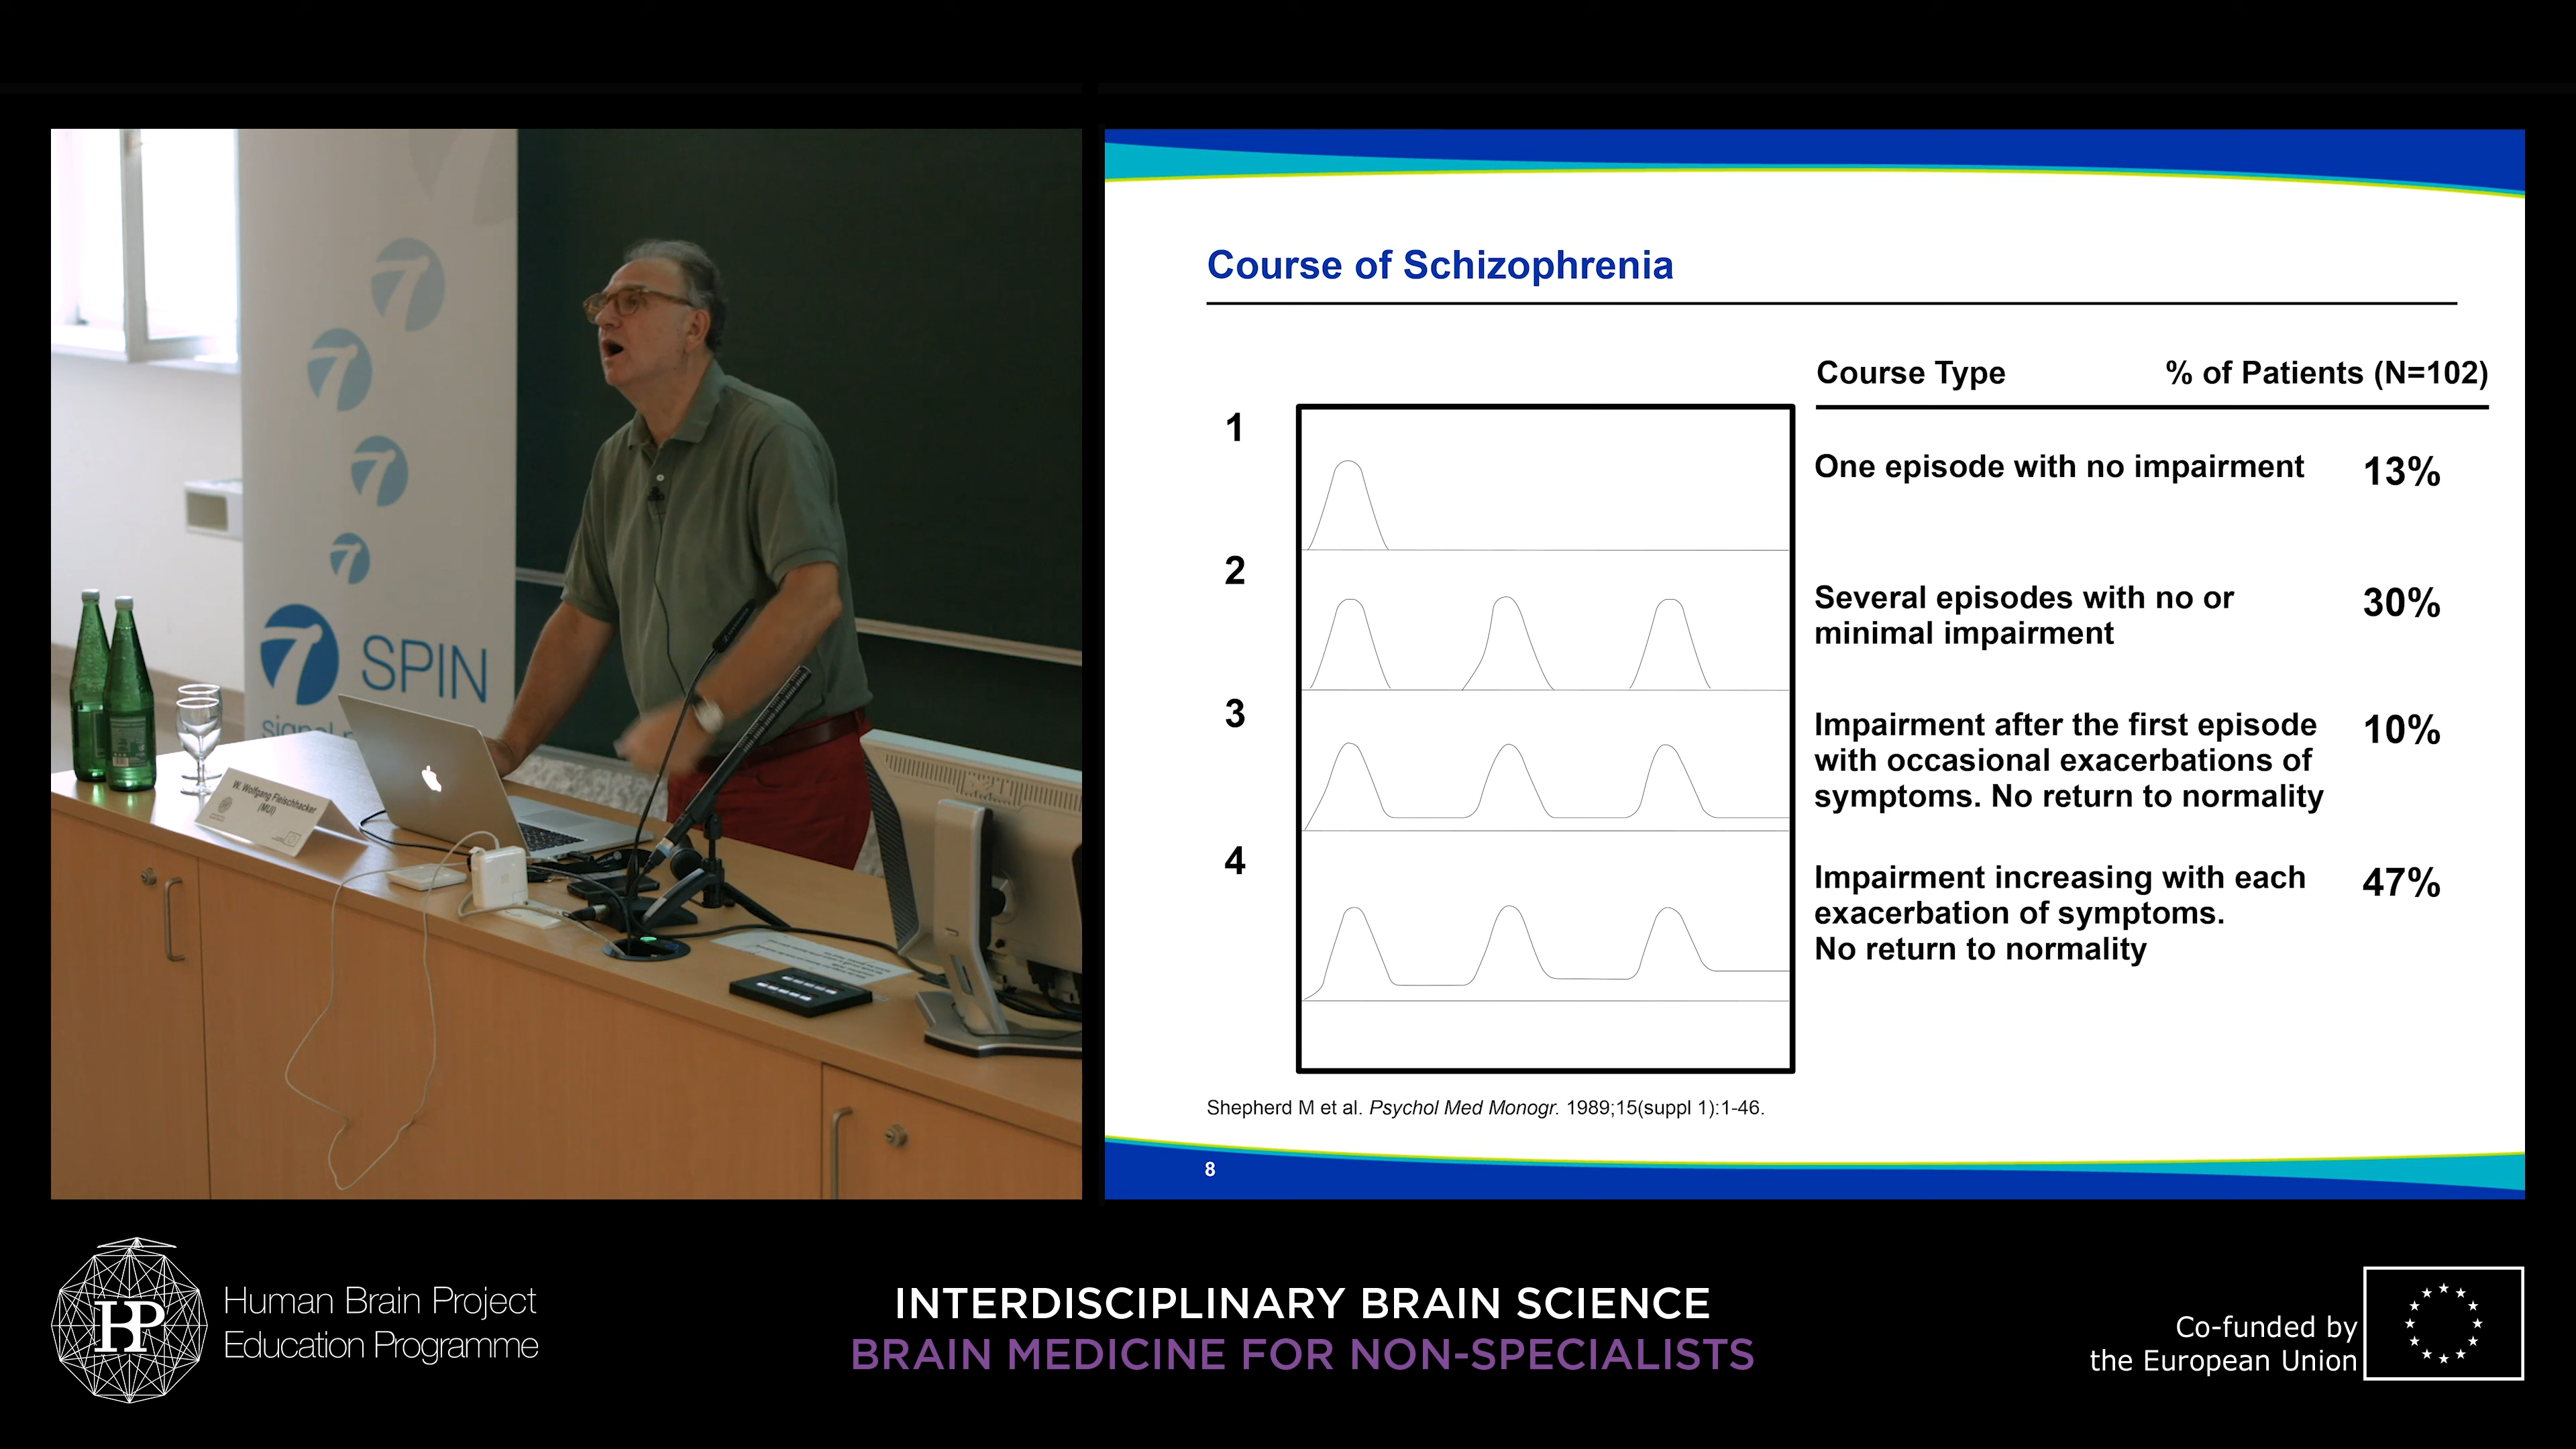 SPIN
W. Wolfgang Fleischhacker
(MUI)
Course of Schizophrenia
Course Type % of Patients (N=102)
1
One episode with no impairment 13%
2
Several episodes with no or
minimal impairment
30%
3
Impairment after the first episode
with occasional exacerbations of
symptoms. No return to normality
10%
4
Impairment increasing with each
exacerbation of symptoms.
No return to normality
47%
Shepherd M et al. Psychol Med Monogr. 1989;15(suppl 1):1-46.
8
HBP
Human Brain Project
Education Programme
INTERDISCIPLINARY BRAIN SCIENCE
BRAIN MEDICINE FOR NON-SPECIALISTS
Co-funded by
the European Union